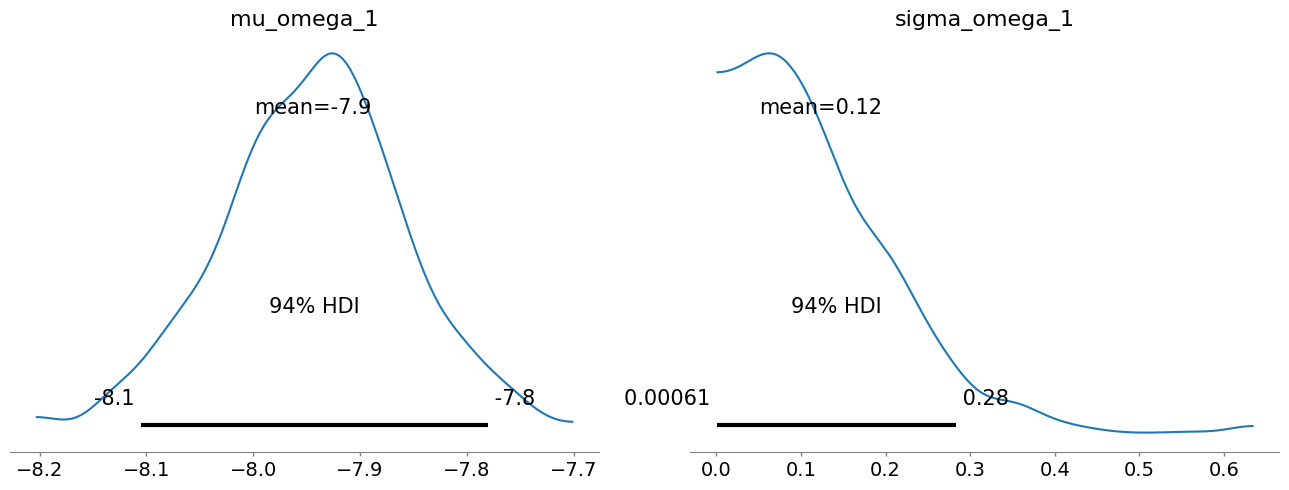 mu_omega_1
mean=-7.9
94% HDI
-8.1
-7.8
−8.2 −8.1 −8.0 −7.9 −7.8 −7.7
sigma_omega_1
mean=0.12
94% HDI
0.00061
0.28
0.0 0.1 0.2 0.3 0.4 0.5 0.6